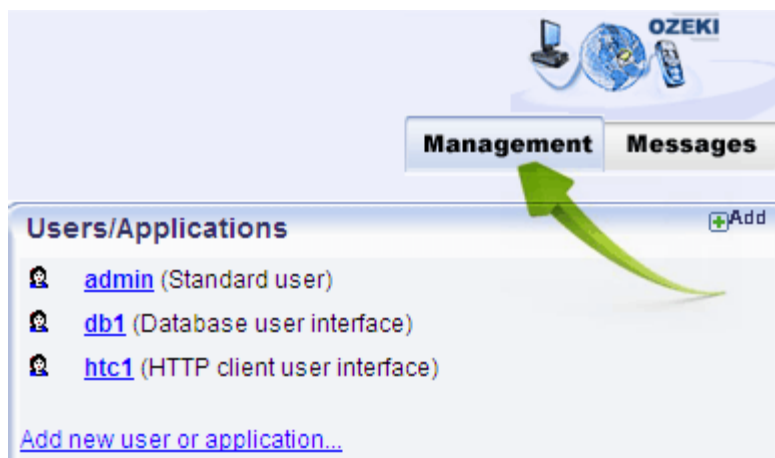 OZEKI
Management Messages
Users/Applications Add
admin (Standard user)
db1 (Database user interface)
htc1 (HTTP client user interface)
Add new user or application...